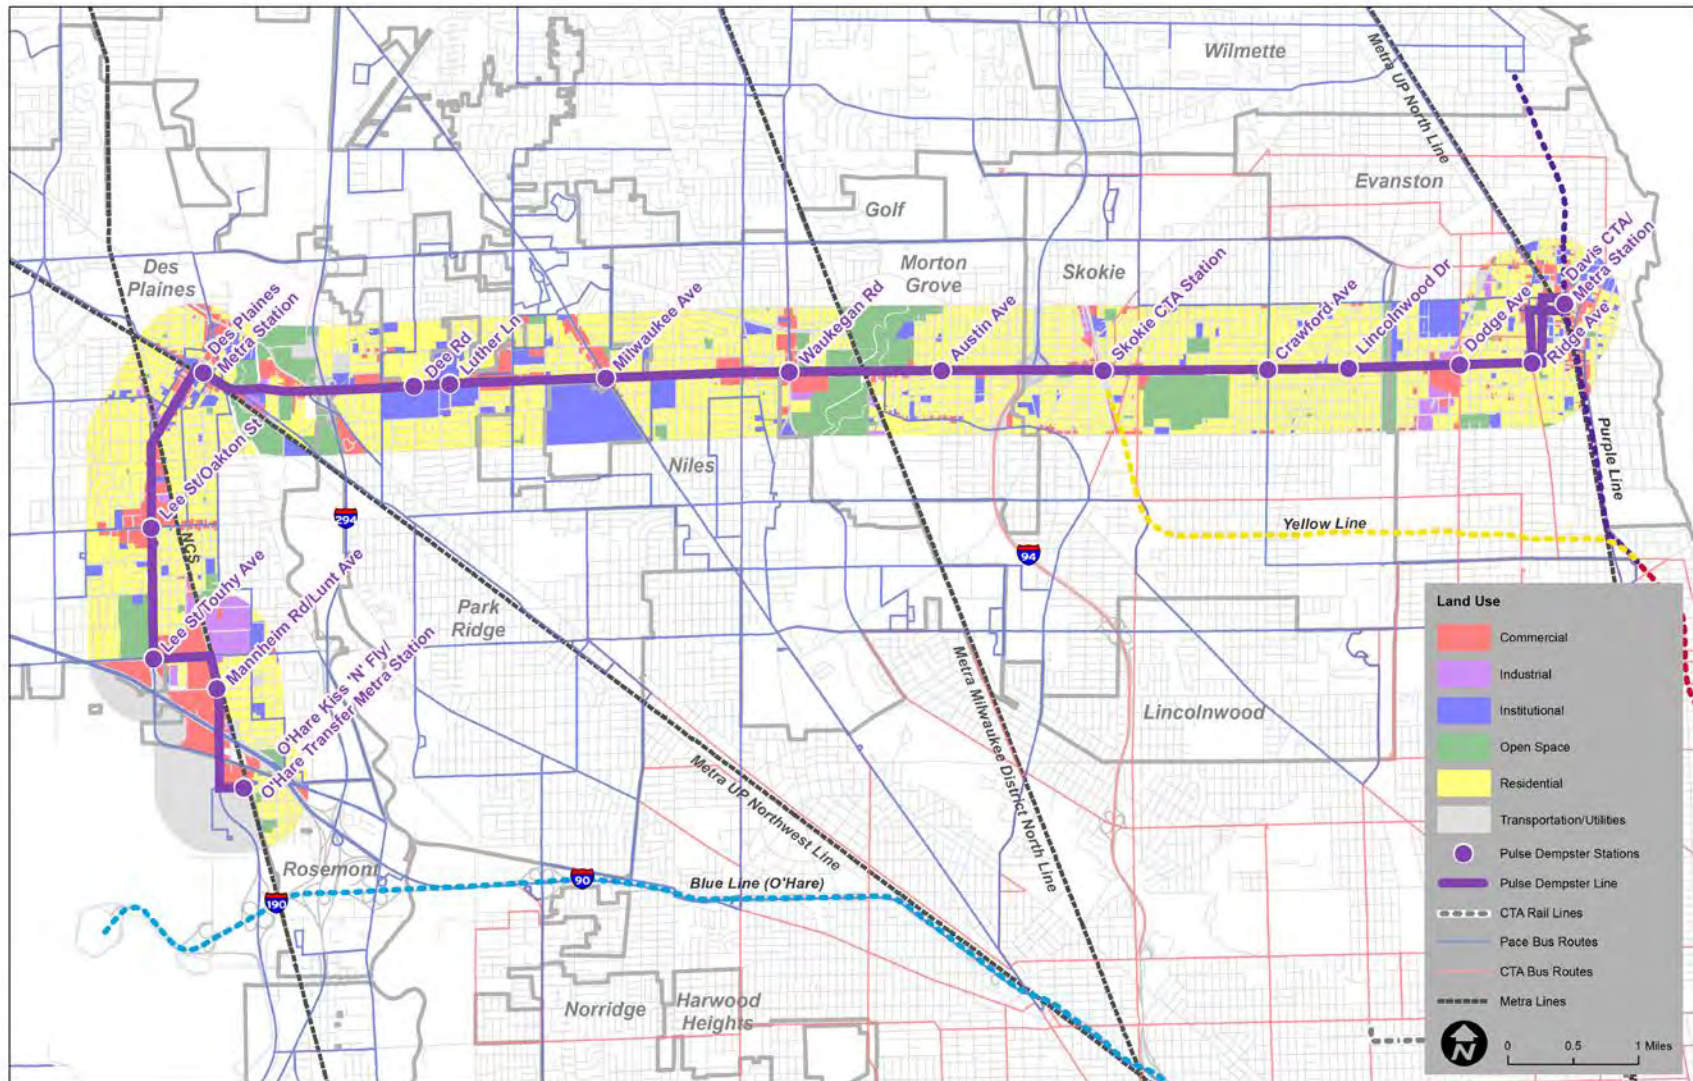 Wilmette
Metra UP North Line
Evanston
Golf
Des
Plaines
Morton
Grove
Skokie
Davis CTA/
Metra Station
Des Plaines
Metra Station
Dee Rd
Luther Ln
Milwaukee Ave
Waukegan Rd
Austin Ave
Skokie CTA Station
Crawford Ave
Lincolnwood Dr
Dodge Ave
Ridge Ave
Lee St/Oakton St
Niles
Purple Line
294
NCS
94
Yellow Line
Lee St/Touhy Ave
Mannheim Rd/Lunt Ave
Park
Ridge
O'Hare Kiss 'N' Fly/
O'Hare Transfer Metra Station
Lincolnwood
Metra Milwaukee District North Line
Metra UP Northwest Line
Rosemont
90
Blue Line (O'Hare)
190
Norridge
Harwood
Heights
Land Use
Commercial
Industrial
Institutional
Open Space
Residential
Transportation/Utilities
Pulse Dempster Stations
Pulse Dempster Line
CTA Rail Lines
Pace Bus Routes
CTA Bus Routes
Metra Lines
N
0 0.5 1 Miles